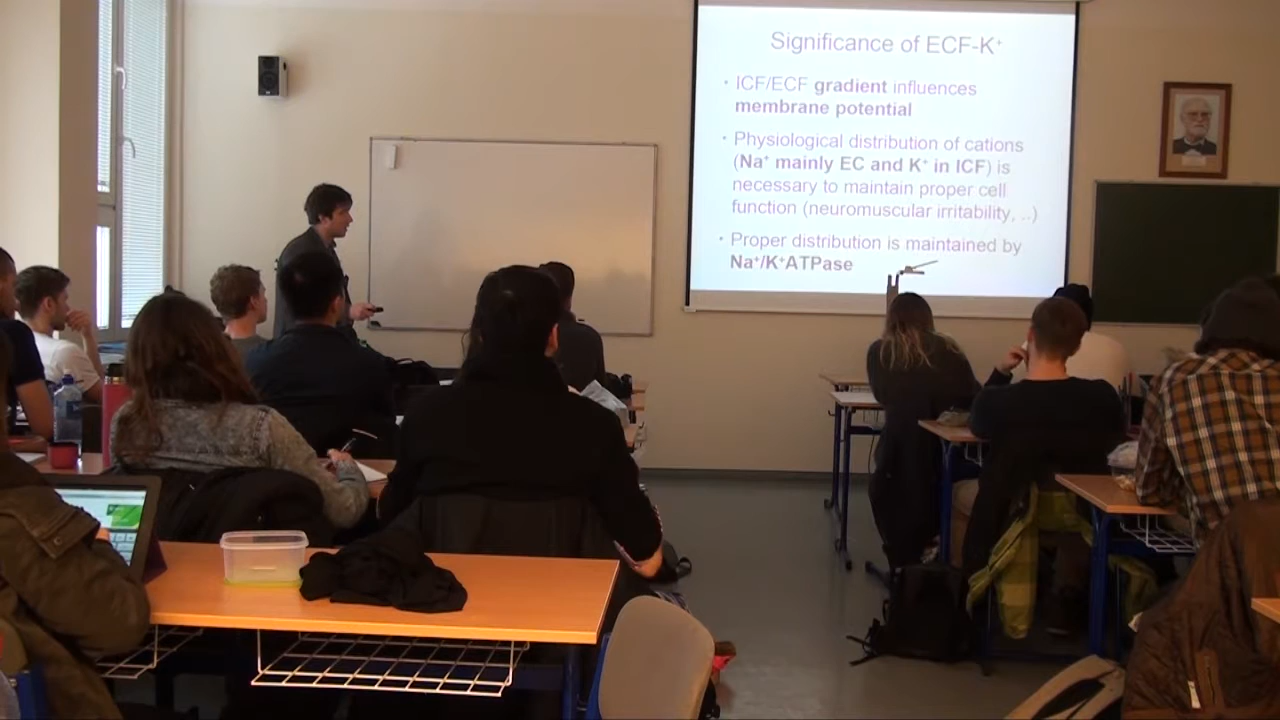 Significance of ECF-K⁺
• ICF/ECF gradient influences
membrane potential
• Physiological distribution of cations
(Na⁺ mainly EC and K⁺ in ICF) is
necessary to maintain proper cell
function (neuromuscular irritability, ..)
• Proper distribution is maintained by
Na⁺/K⁺ATPase